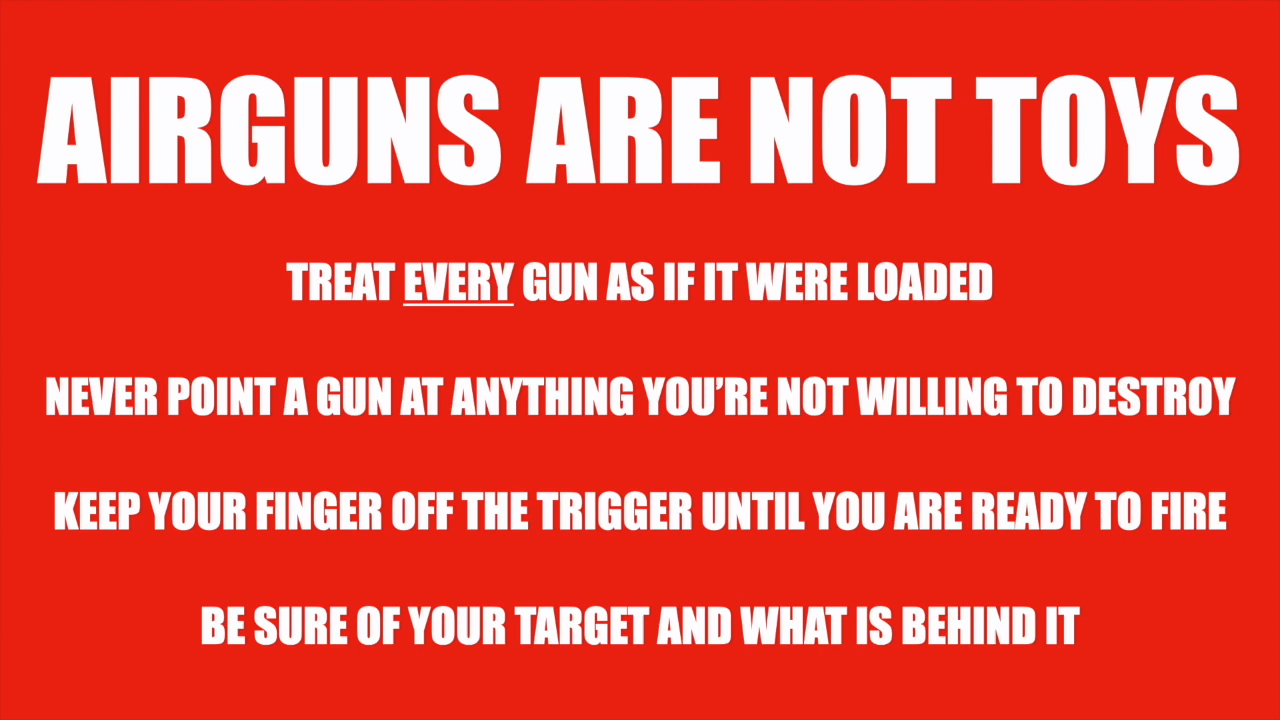 AIRGUNS ARE NOT TOYS
TREAT EVERY GUN AS IF IT WERE LOADED
NEVER POINT A GUN AT ANYTHING YOU’RE NOT WILLING TO DESTROY
KEEP YOUR FINGER OFF THE TRIGGER UNTIL YOU ARE READY TO FIRE
BE SURE OF YOUR TARGET AND WHAT IS BEHIND IT